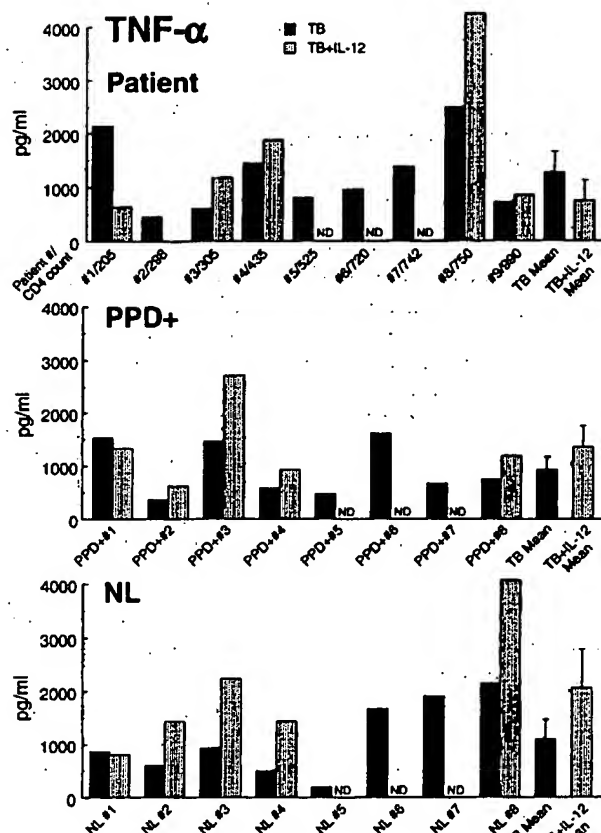 TNF-α
TB
TB+IL-12
Patient
pg/ml
4000
3000
2000
1000
0
ND
ND
ND
Patient #/
CD4 count
#1/205
#2/298
#3/305
#4/435
#5/525
#6/720
#7/742
#8/750
#9/990
TB Mean
TB+IL-12
Mean
PPD+
pg/ml
4000
3000
2000
1000
0
ND
ND
ND
PPD+#1
PPD+#2
PPD+#3
PPD+#4
PPD+#5
PPD+#6
PPD+#7
PPD+#8
TB Mean
TB+IL-12
Mean
NL
pg/ml
4000
3000
2000
1000
0
ND
ND
ND
NL #1
NL #2
NL #3
NL #4
NL #5
NL #6
NL #7
NL #8
Mean